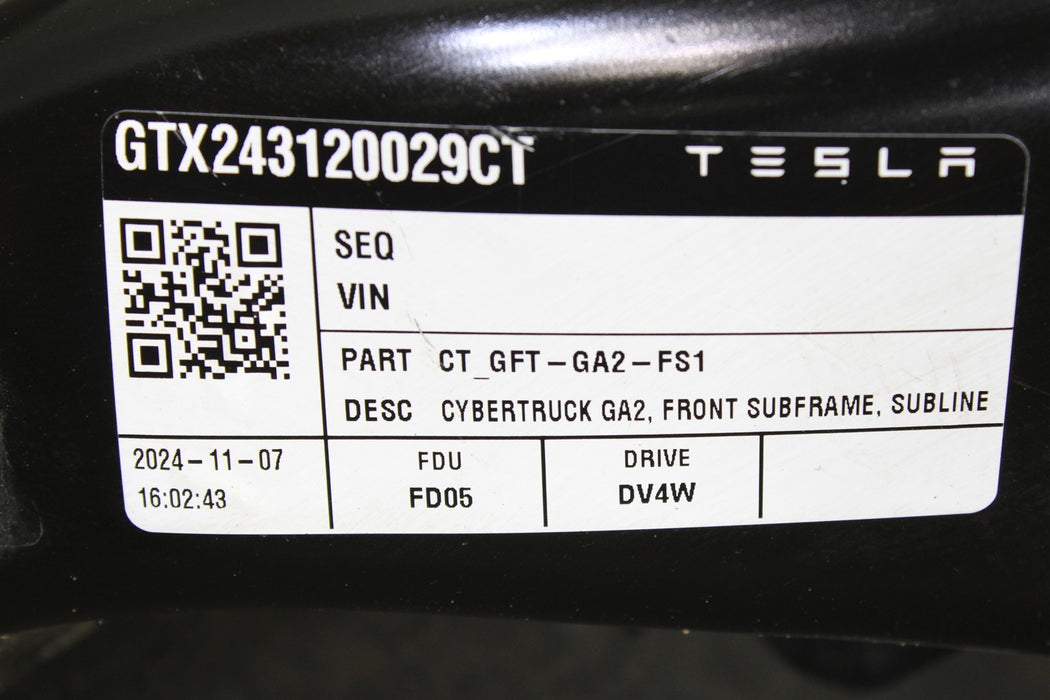 GTX243120029CT
TESLA
SEQ
VIN
PART CT_GFT-GA2-FS1
DESC CYBERTRUCK GA2, FRONT SUBFRAME, SUBLINE
2024-11-07
16:02:43
FDU
FD05
DRIVE
DV4W